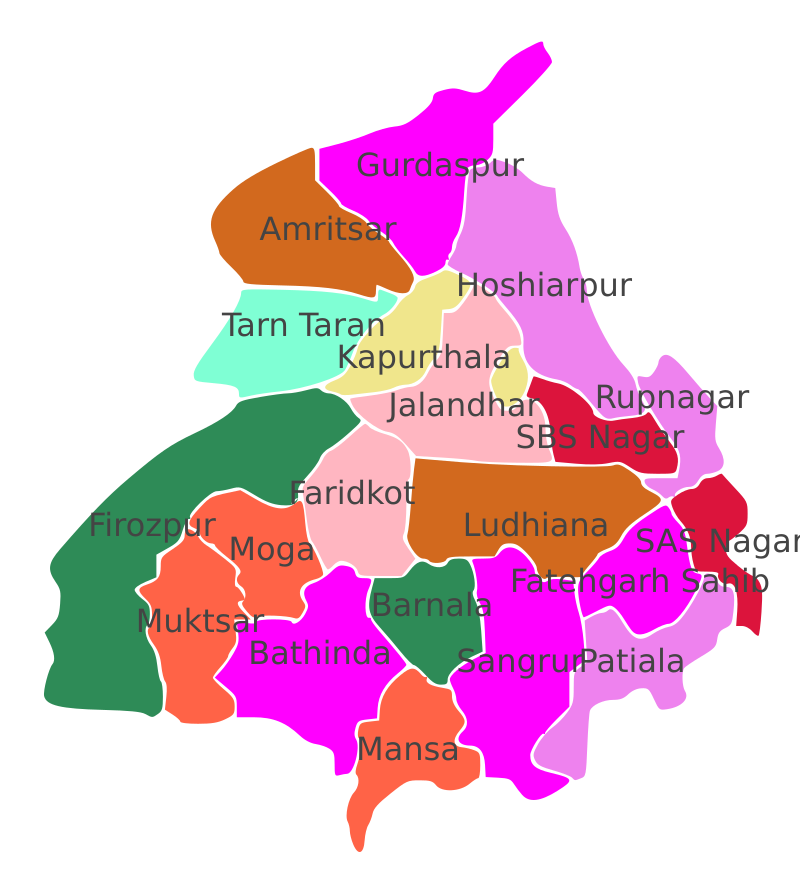 Gurdaspur
Amritsar
Hoshiarpur
Tarn Taran
Kapurthala
Rupnagar
Jalandhar
SBS Nagar
Faridkot
Firozpur
Ludhiana
SAS Nagar
Moga
Fatehgarh Sahib
Barnala
Muktsar
Bathinda
Sangrur
Patiala
Mansa